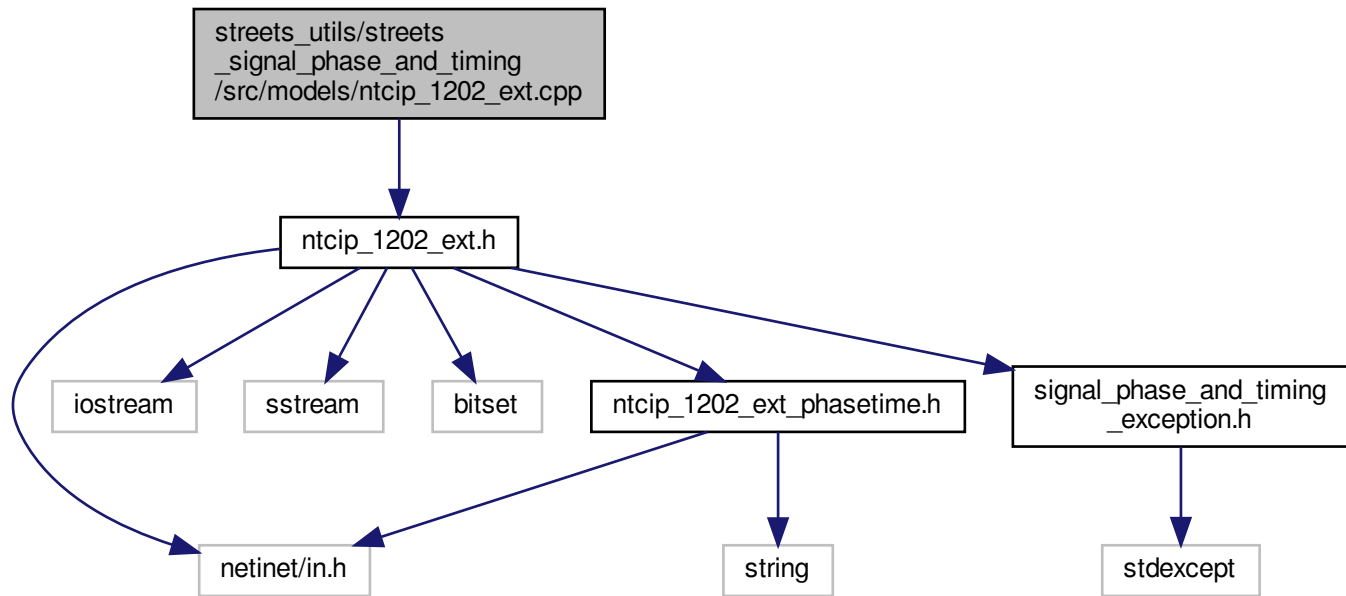 streets_utils/streets
_signal_phase_and_timing
/src/models/ntcip_1202_ext.cpp
ntcip_1202_ext.h
iostream
sstream
bitset
ntcip_1202_ext_phasetime.h
signal_phase_and_timing
_exception.h
netinet/in.h
string
stdexcept